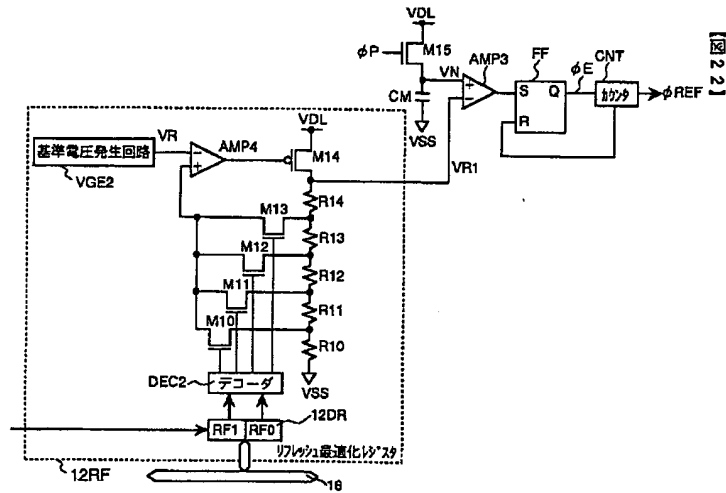 【図22】
VDL
φP
M15
AMP3
FF
CNT
VN
+
-
S
Q
R
φE
カウンタ
φREF
CM
VSS
VR1
基準電圧発生回路
VGE2
VR
-
+
AMP4
VDL
M14
R14
M13
R13
M12
R12
M11
R11
M10
R10
VSS
DEC2
デコーダ
RF1
RF0
12DR
リフレッシュ最適化レジスタ
12RF
16